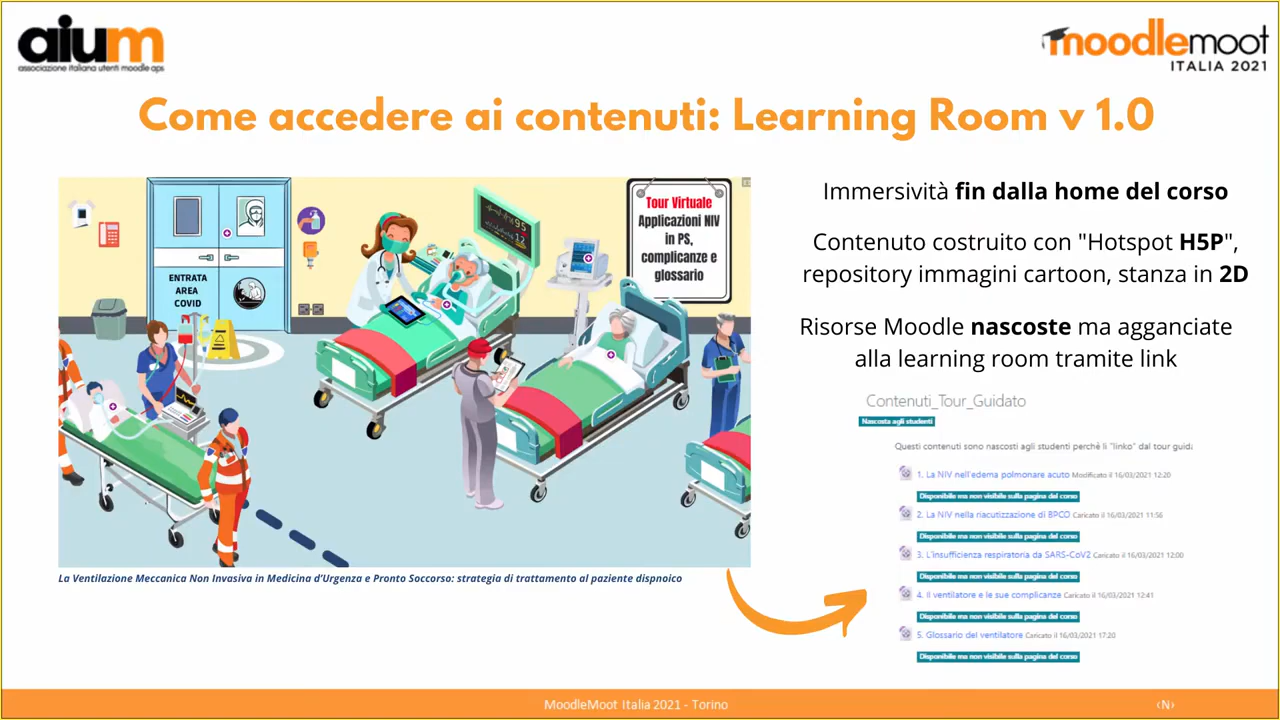 aium
associazione italiana utenti moodle aps
moodlemoot
ITALIA 2021
Come accedere ai contenuti: Learning Room v 1.0
ENTRATA
AREA
COVID
95
12
Tour Virtuale
Applicazioni NIV
in PS,
complicanze e
glossario
La Ventilazione Meccanica Non Invasiva in Medicina d'Urgenza e Pronto Soccorso: strategia di trattamento al paziente dispnoico
Immersività fin dalla home del corso
Contenuto costruito con "Hotspot H5P",
repository immagini cartoon, stanza in 2D
Risorse Moodle nascoste ma agganciate
alla learning room tramite link
Contenuti_Tour_Guidato
Nascosta agli studenti
Questi contenuti sono nascosti agli studenti perchè li "linko" dal tour guida
1. La NIV nell'edema polmonare acuto Modificato il 16/03/2021 12:20
Disponibile ma non visibile sulla pagina del corso
2. La NIV nella riacutizzazione di BPCO Caricato il 16/03/2021 11:56
Disponibile ma non visibile sulla pagina del corso
3. L'insufficienza respiratoria da SARS-CoV2 Caricato il 16/03/2021 12:00
Disponibile ma non visibile sulla pagina del corso
4. Il ventilatore e le sue complicanze Caricato il 16/03/2021 12:41
Disponibile ma non visibile sulla pagina del corso
5. Glossario del ventilatore Caricato il 16/03/2021 17:20
Disponibile ma non visibile sulla pagina del corso
MoodleMoot Italia 2021 - Torino
‹N›